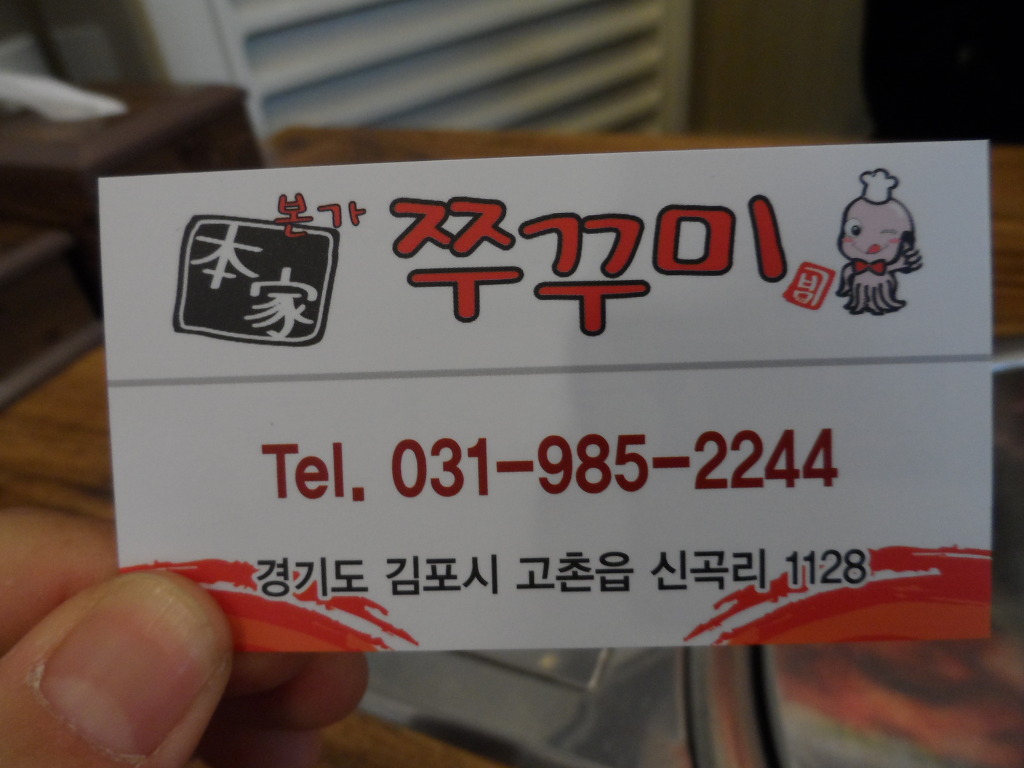 本家 본가 쭈꾸미
Tel. 031-985-2244
경기도 김포시 고촌읍 신곡리 1128